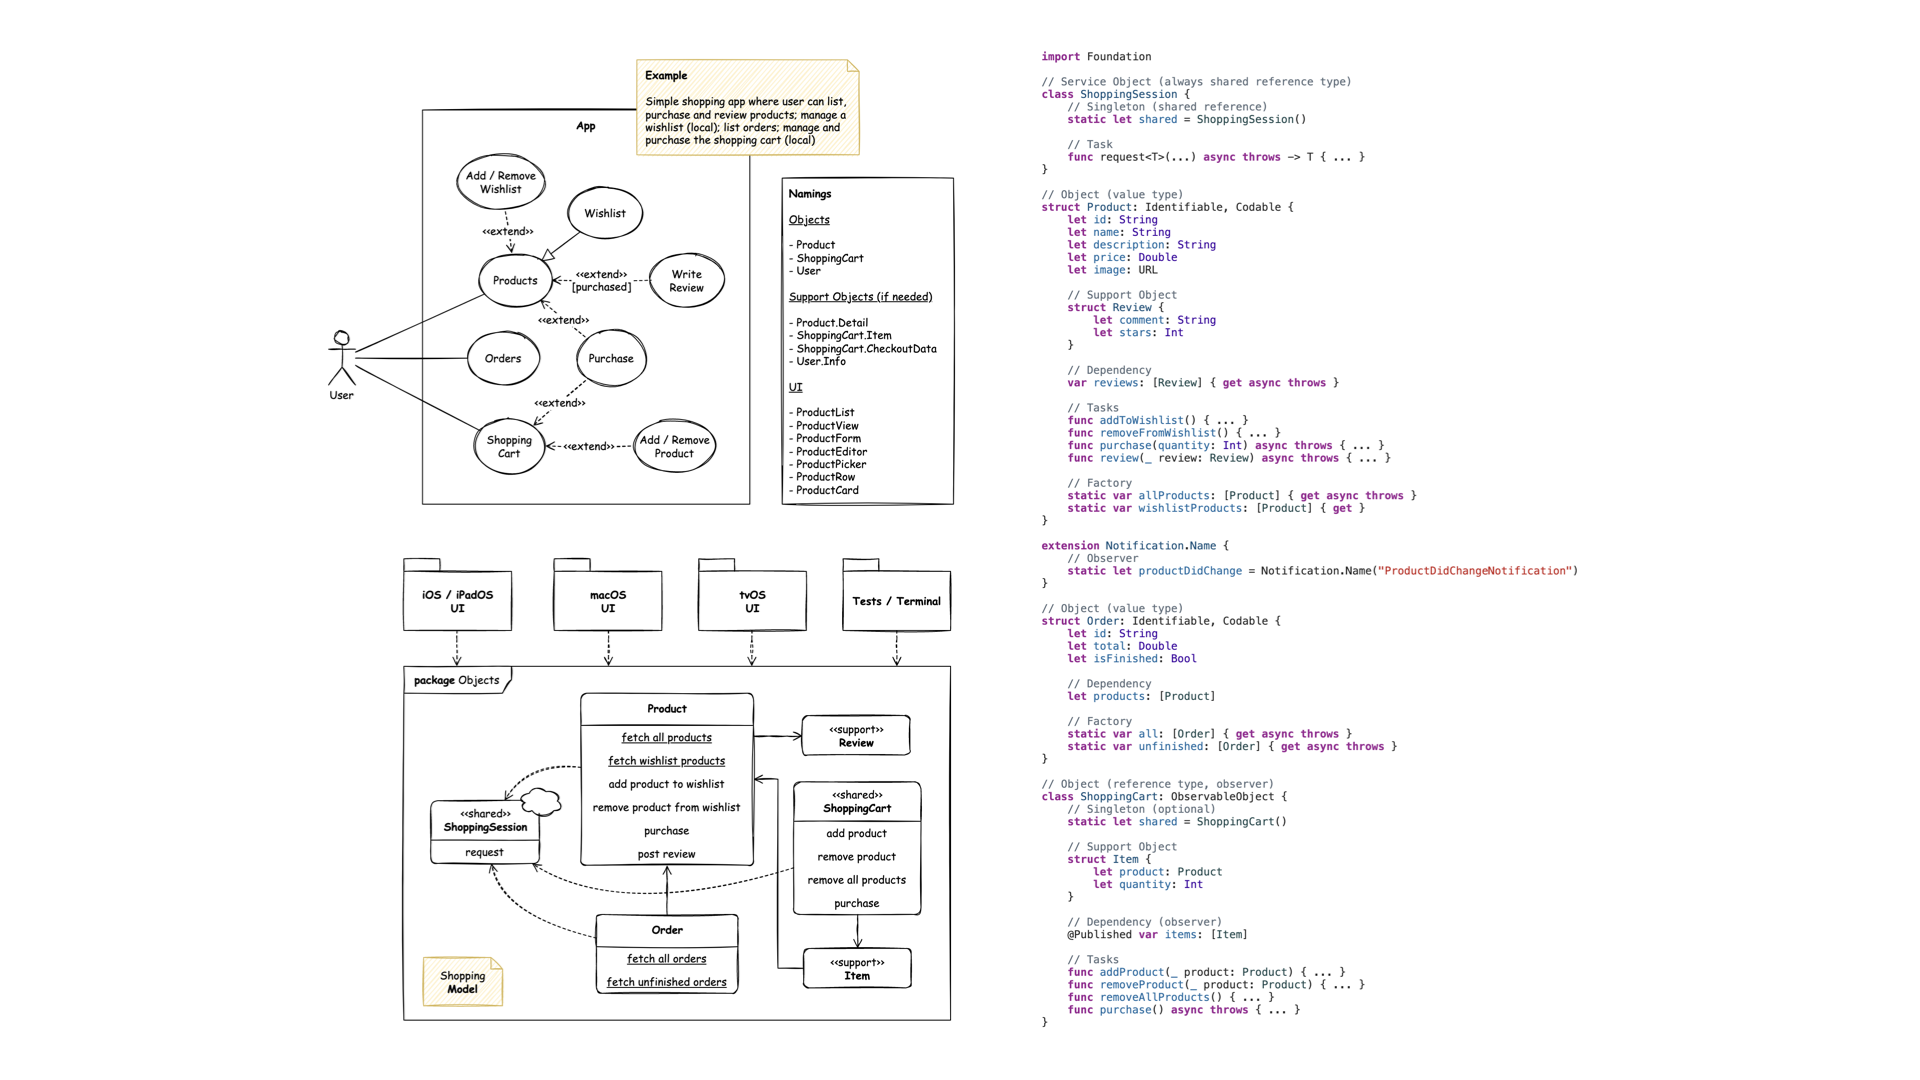 Example
Simple shopping app where user can list,
purchase and review products; manage a
wishlist (local); list orders; manage and
purchase the shopping cart (local)
App
Add / Remove
Wishlist
Wishlist
<<extend>>
Products
<<extend>>
[purchased]
Write
Review
<<extend>>
Orders
Purchase
User
<<extend>>
Shopping
Cart
<<extend>>
Add / Remove
Product
Namings
Objects
- Product
- ShoppingCart
- User
Support Objects (if needed)
- Product.Detail
- ShoppingCart.Item
- ShoppingCart.CheckoutData
- User.Info
UI
- ProductList
- ProductView
- ProductForm
- ProductEditor
- ProductPicker
- ProductRow
- ProductCard
iOS / iPadOS
UI
macOS
UI
tvOS
UI
Tests / Terminal
package Objects
Product
fetch all products
fetch wishlist products
add product to wishlist
remove product from wishlist
purchase
post review
<<support>>
Review
<<shared>>
ShoppingSession
request
<<shared>>
ShoppingCart
add product
remove product
remove all products
purchase
Order
fetch all orders
fetch unfinished orders
<<support>>
Item
Shopping
Model
import Foundation
// Service Object (always shared reference type)
class ShoppingSession {
// Singleton (shared reference)
static let shared = ShoppingSession()
// Task
func request<T>(...) async throws -> T { ... }
}
// Object (value type)
struct Product: Identifiable, Codable {
let id: String
let name: String
let description: String
let price: Double
let image: URL
// Support Object
struct Review {
let comment: String
let stars: Int
}
// Dependency
var reviews: [Review] { get async throws }
// Tasks
func addToWishlist() { ... }
func removeFromWishlist() { ... }
func purchase(quantity: Int) async throws { ... }
func review(_ review: Review) async throws { ... }
// Factory
static var allProducts: [Product] { get async throws }
static var wishlistProducts: [Product] { get }
}
extension Notification.Name {
// Observer
static let productDidChange = Notification.Name("ProductDidChangeNotification")
}
// Object (value type)
struct Order: Identifiable, Codable {
let id: String
let total: Double
let isFinished: Bool
// Dependency
let products: [Product]
// Factory
static var all: [Order] { get async throws }
static var unfinished: [Order] { get async throws }
}
// Object (reference type, observer)
class ShoppingCart: ObservableObject {
// Singleton (optional)
static let shared = ShoppingCart()
// Support Object
struct Item {
let product: Product
let quantity: Int
}
// Dependency (observer)
@Published var items: [Item]
// Tasks
func addProduct(_ product: Product) { ... }
func removeProduct(_ product: Product) { ... }
func removeAllProducts() { ... }
func purchase() async throws { ... }
}